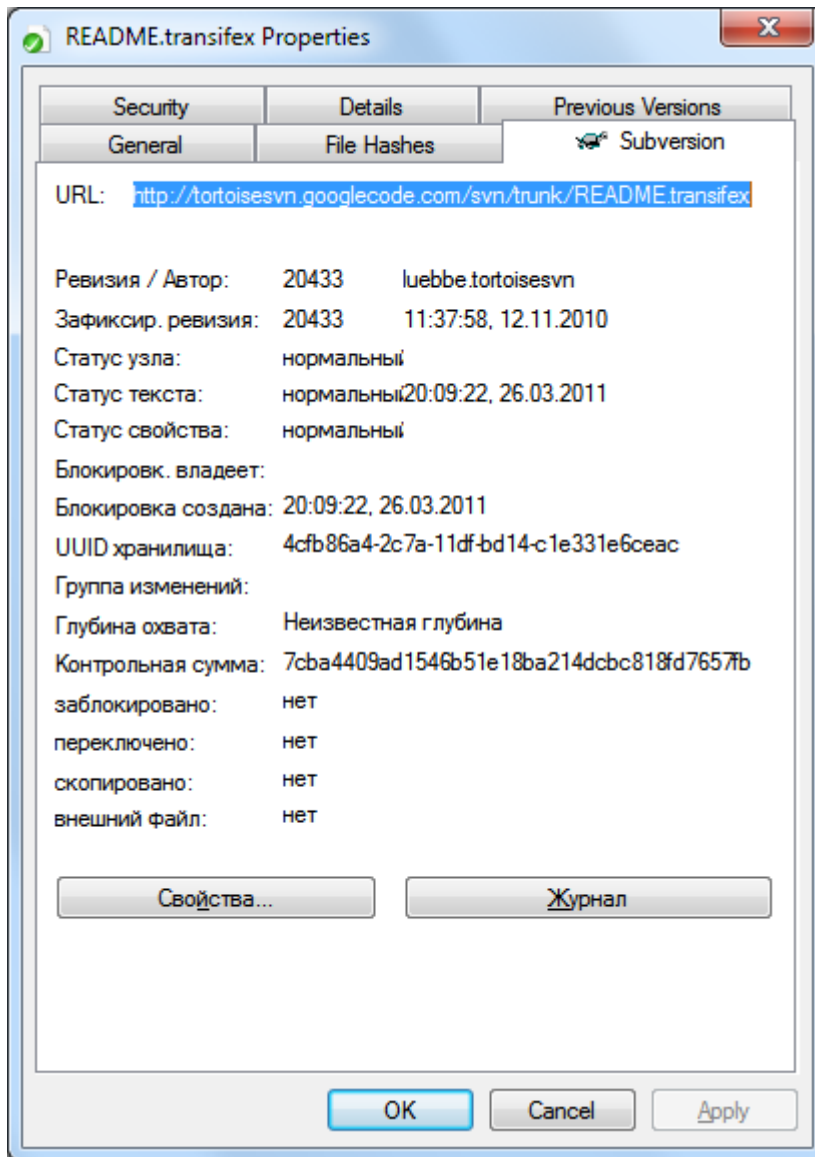 README.transifex Properties
Security Details Previous Versions
General File Hashes Subversion
URL: http://tortoisesvn.googlecode.com/svn/trunk/README.transifex
Ревизия / Автор: 20433 luebbe.tortoisesvn
Зафиксир. ревизия: 20433 11:37:58, 12.11.2010
Статус узла: нормальный
Статус текста: нормальный 20:09:22, 26.03.2011
Статус свойства: нормальный
Блокировк. владеет:
Блокировка создана: 20:09:22, 26.03.2011
UUID хранилища: 4cfb86a4-2c7a-11df-bd14-c1e331e6ceac
Группа изменений:
Глубина охвата: Неизвестная глубина
Контрольная сумма: 7cba4409ad1546b51e18ba214dcbc818fd7657fb
заблокировано: нет
переключено: нет
скопировано: нет
внешний файл: нет
Свойства... Журнал
OK Cancel Apply